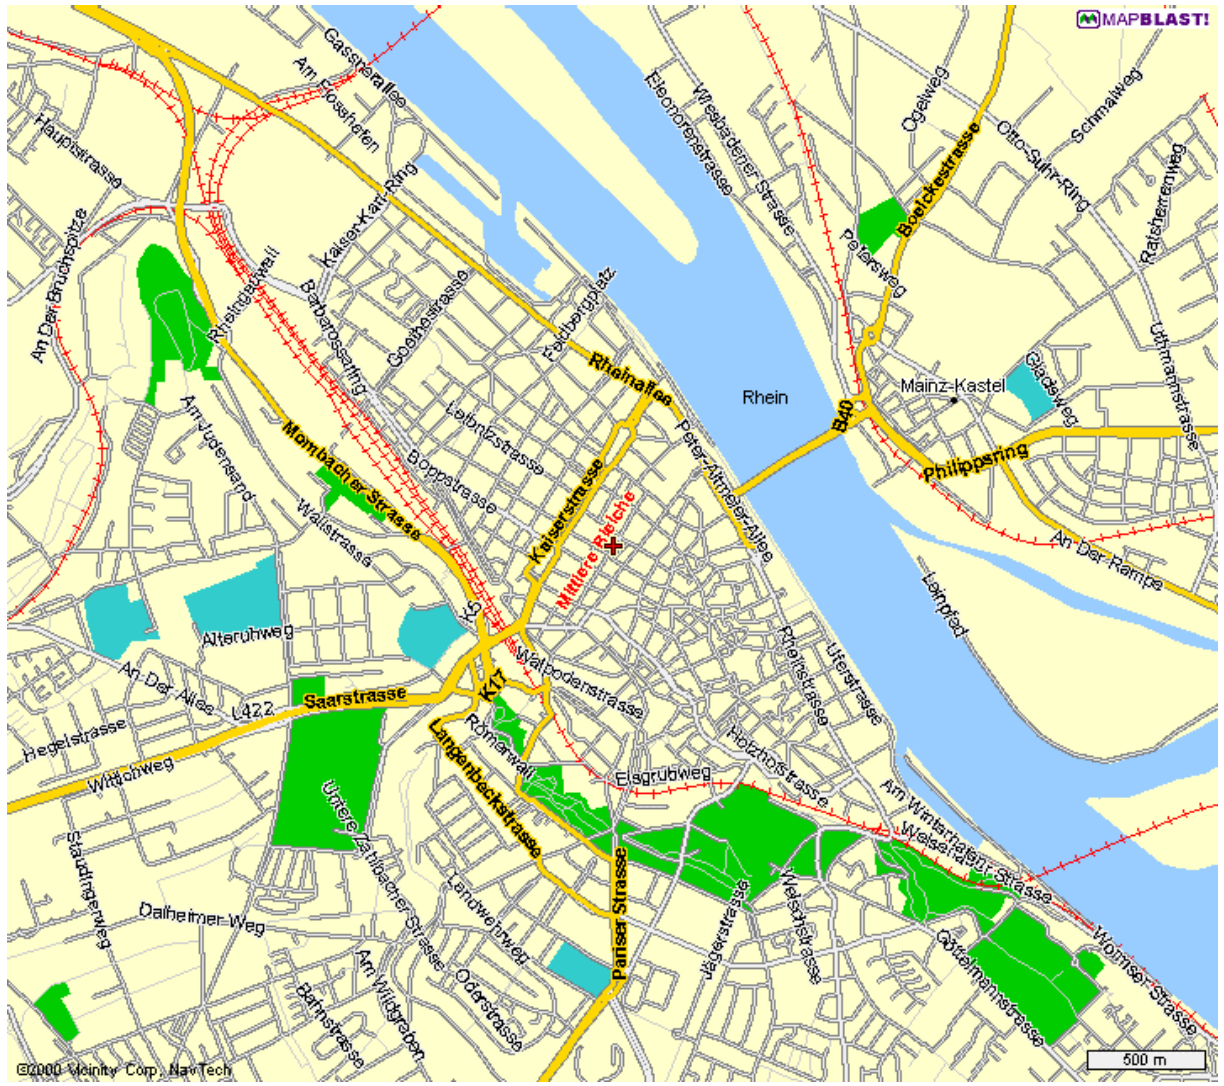 MAPBLAST!
Gassnerallee
Am Flosshafen
Hauptstrasse
Kaiser-Karl-Ring
An Der Bruchspitze
Rheingauwall
Barbarossaring
Goethestrasse
Feldbergplatz
Rheinallee
Eleonorenstrasse
Wiesbadener Strasse
Ogelweg
Otto-Suhr-Ring
Schmalweg
Boelckestrasse
Ratsherrenweg
Petersweg
Uthmannstrasse
Gladsweg
Mainz-Kastel
Rhein
B40
Philippsring
An Der Rampe
Leinpfad
Peter-Altmeier-Allee
Leibnizstrasse
Boppstrasse
Kaiserstrasse
Mittlere Bleiche
Mombacher Strasse
Am Judensand
Wallstrasse
K5
Alteruhweg
An Der Allee
L422
Saarstrasse
K17
Walbodenstrasse
Rheinstrasse
Uferstrasse
Hegelstrasse
Wittichweg
Römerwall
Langenbeckstrasse
Eisgrubweg
Holzhofstrasse
Am Winterhafen
Weisenauer Strasse
Untere Zahlbacher Strasse
Staudingerweg
Dalheimer Weg
Landwehrweg
Pariser Strasse
Jägerstrasse
Welschstrasse
Göttelmannstrasse
Wormser Strasse
Am Wildgraben
Oderstrasse
Bahnstrasse
©2000 Vicinity Corp, NavTech
500 m